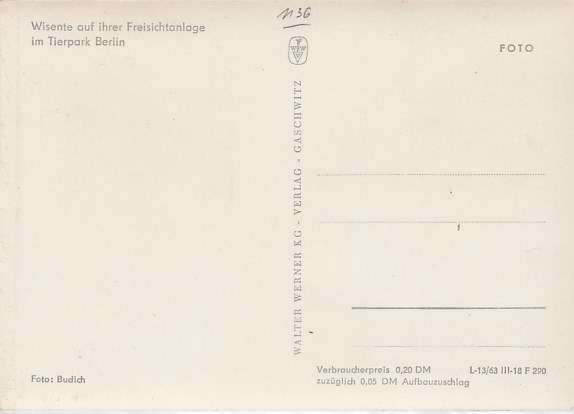 1136
Wisente auf ihrer Freisichtanlage
im Tierpark Berlin
FOTO
WALTER WERNER KG - VERLAG - GASCHWITZ
Foto: Budich
Verbraucherpreis 0,20 DM
zuzüglich 0,05 DM Aufbauzuschlag
L-13/63 III-18 F 290